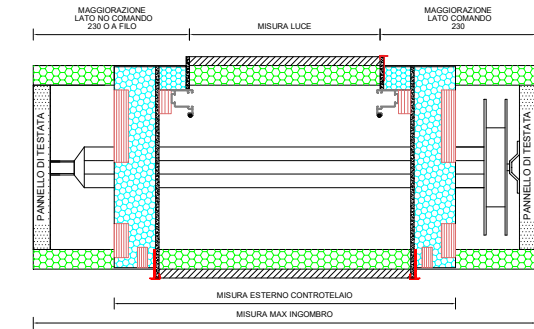 MAGGIORAZIONE
LATO NO COMANDO
230 O A FILO
MISURA LUCE
MAGGIORAZIONE
LATO COMANDO
230
PANNELLO DI TESTATA
PANNELLO DI TESTATA
MISURA ESTERNO CONTROTELAIO
MISURA MAX INGOMBRO